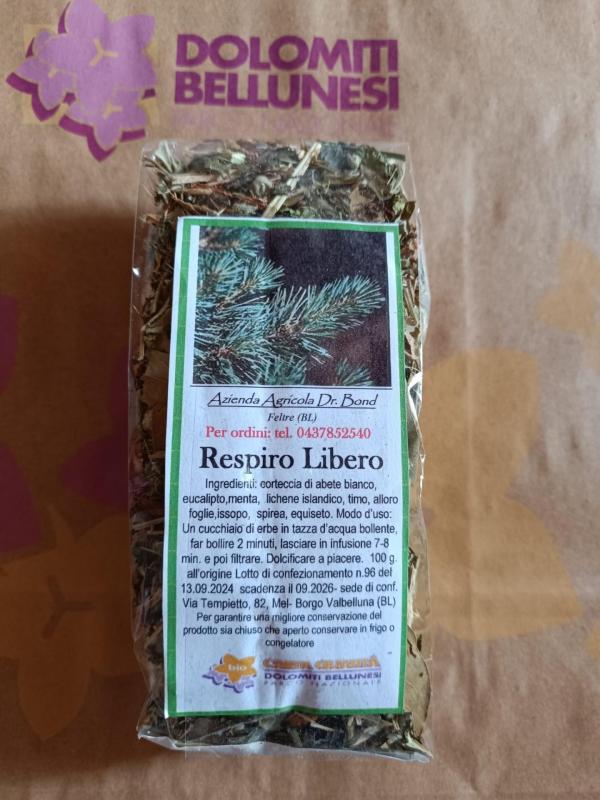 DOLOMITI
BELLUNESI
Azienda Agricola Dr. Bond
Feltre (BL)
Per ordini: tel. 0437852540
Respiro Libero
Ingredienti: corteccia di abete bianco,
eucalipto,menta, lichene islandico, timo, alloro
foglie,issopo, spirea, equiseto. Modo d'uso:
Un cucchiaio di erbe in tazza d'acqua bollente,
far bollire 2 minuti, lasciare in infusione 7-8
min. e poi filtrare. Dolcificare a piacere. 100 g.
all'origine Lotto di confezionamento n.96 del
13.09.2024 scadenza il 09.2026- sede di conf.
Via Tempietto, 82, Mel- Borgo Valbelluna (BL)
Per garantire una migliore conservazione del
prodotto sia chiuso che aperto conservare in frigo o
congelatore
bio
CARTA QUALITÀ
DOLOMITI BELLUNESI
PARCO NAZIONALE